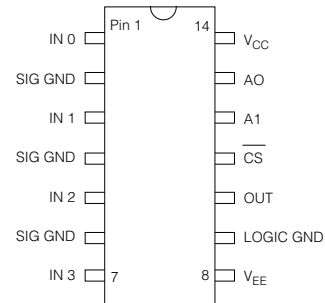 Pin 1 14
IN 0 VCC
SIG GND AO
IN 1 A1
SIG GND CS
IN 2 OUT
SIG GND LOGIC GND
IN 3 7 8 VEE